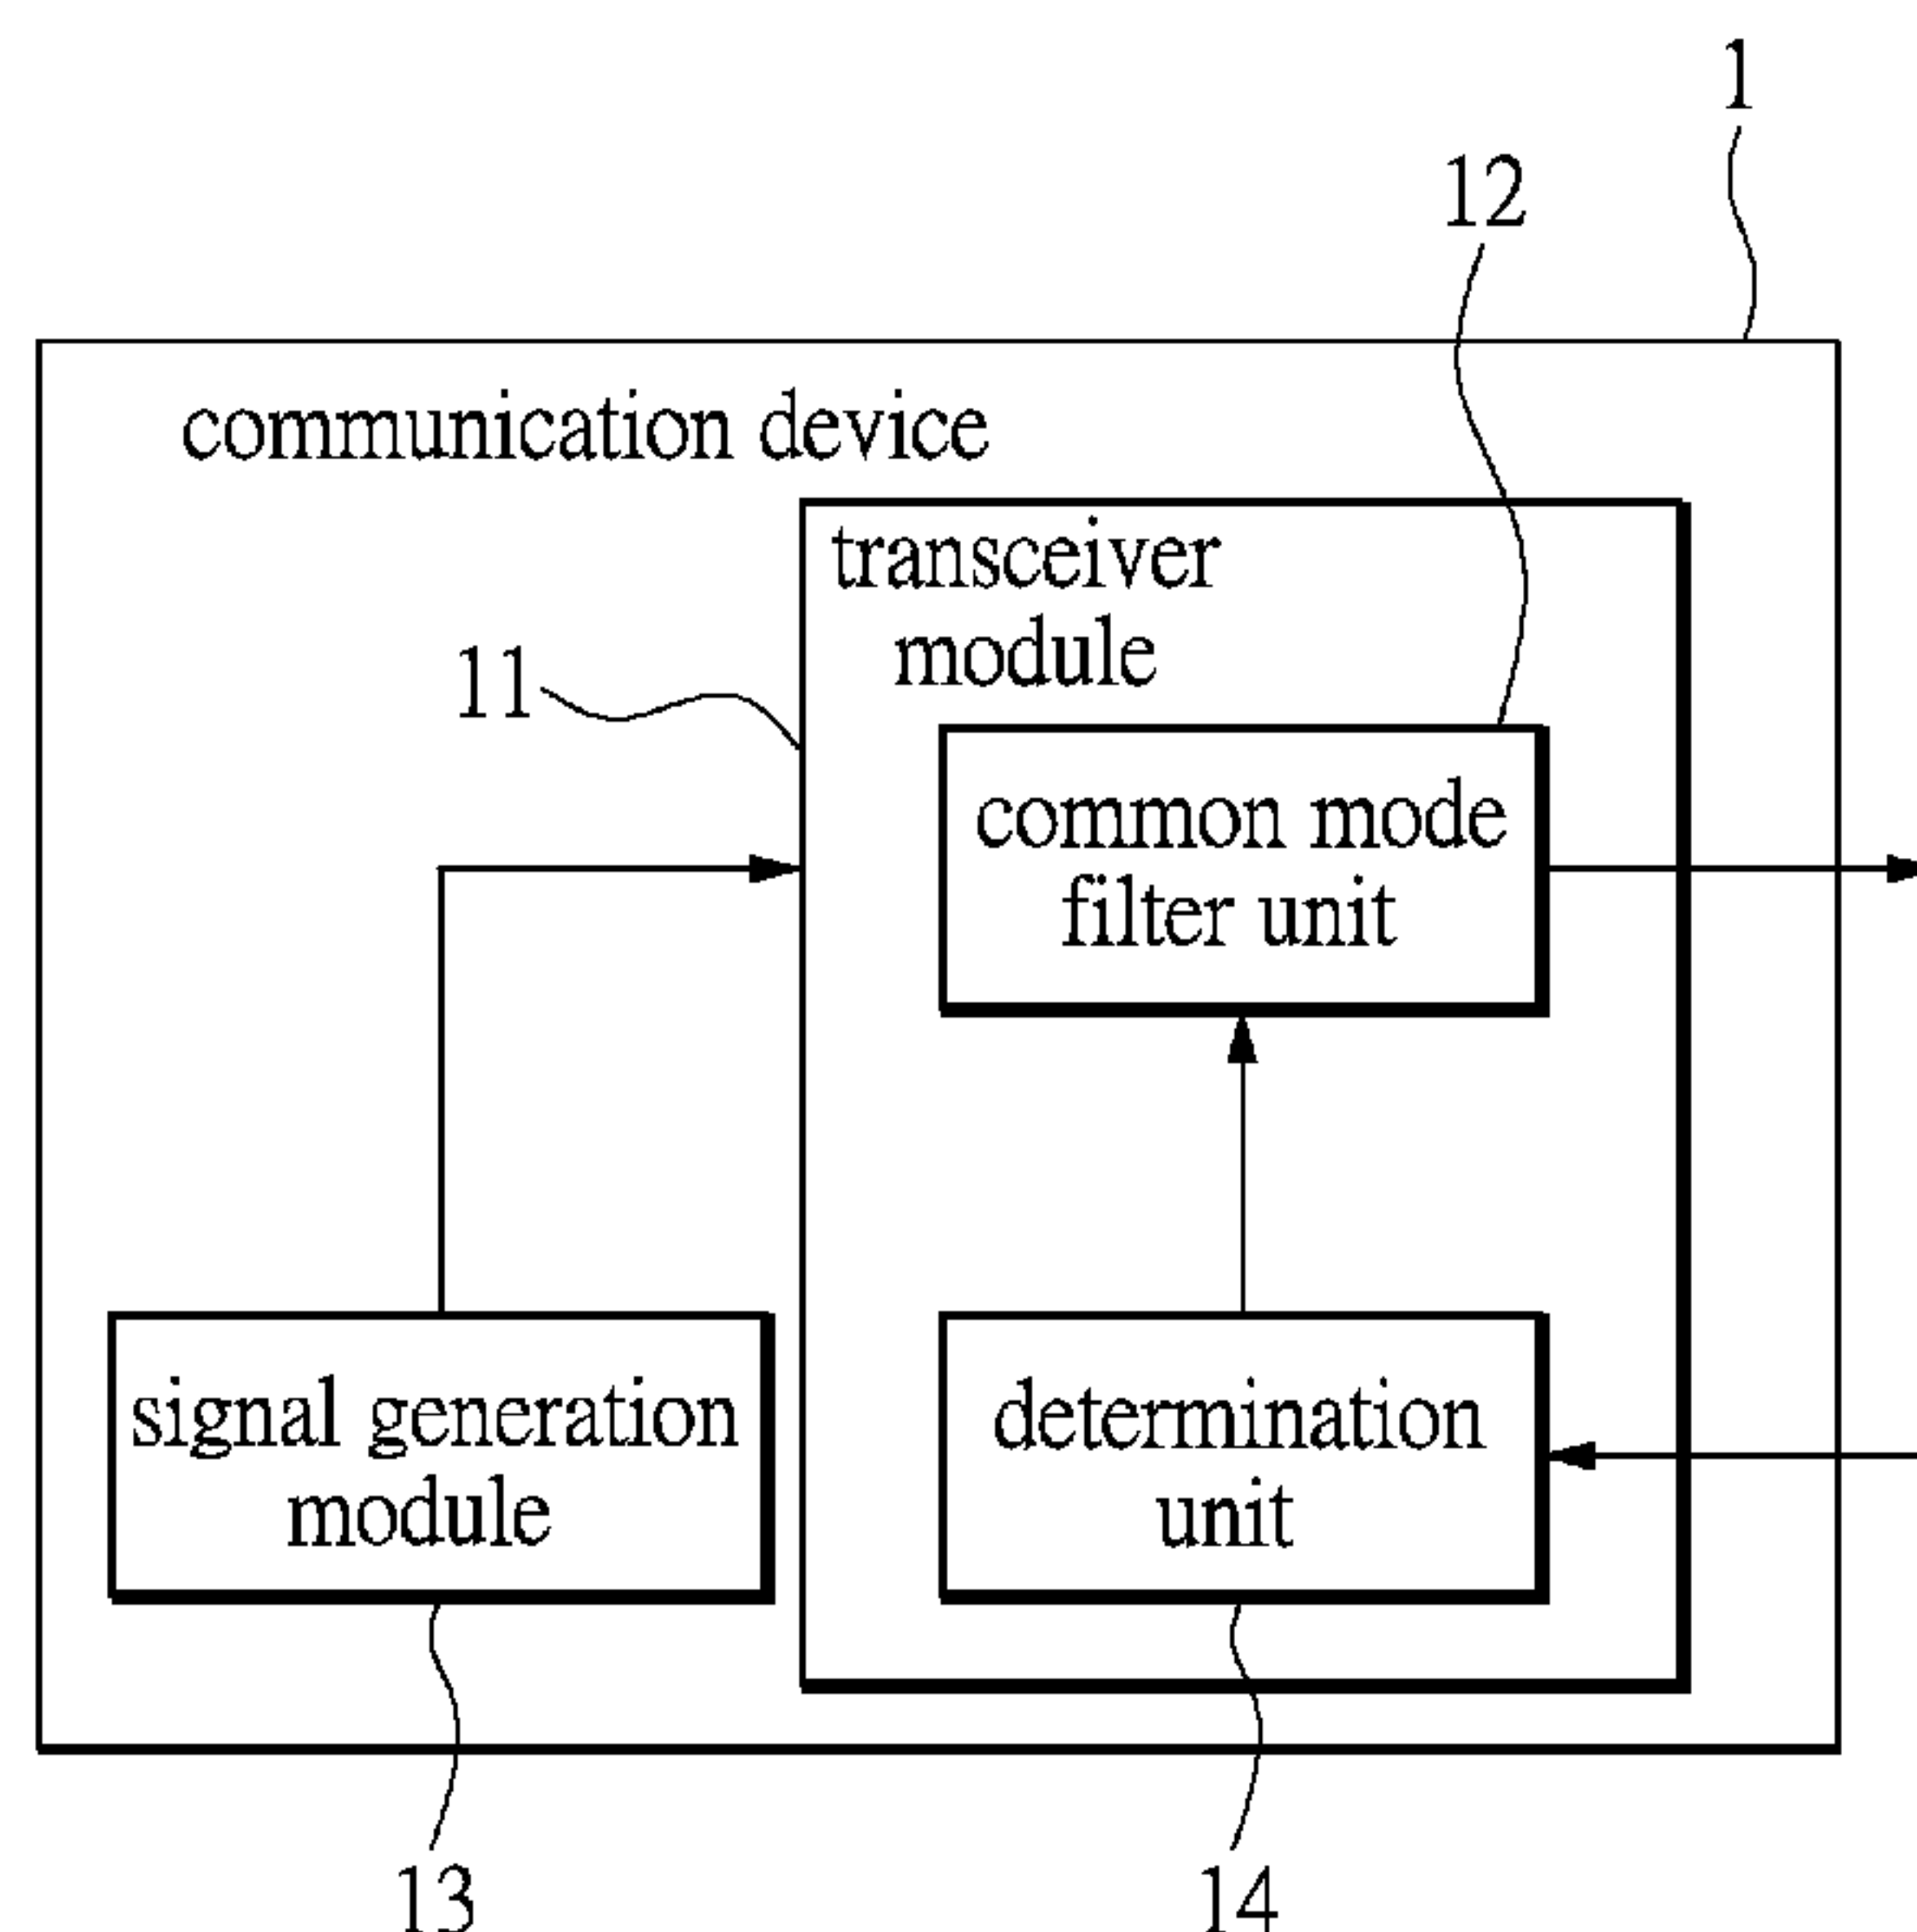 1
12
communication device
transceiver
module
11
common mode
filter unit
signal generation
module
determination
unit
13
14